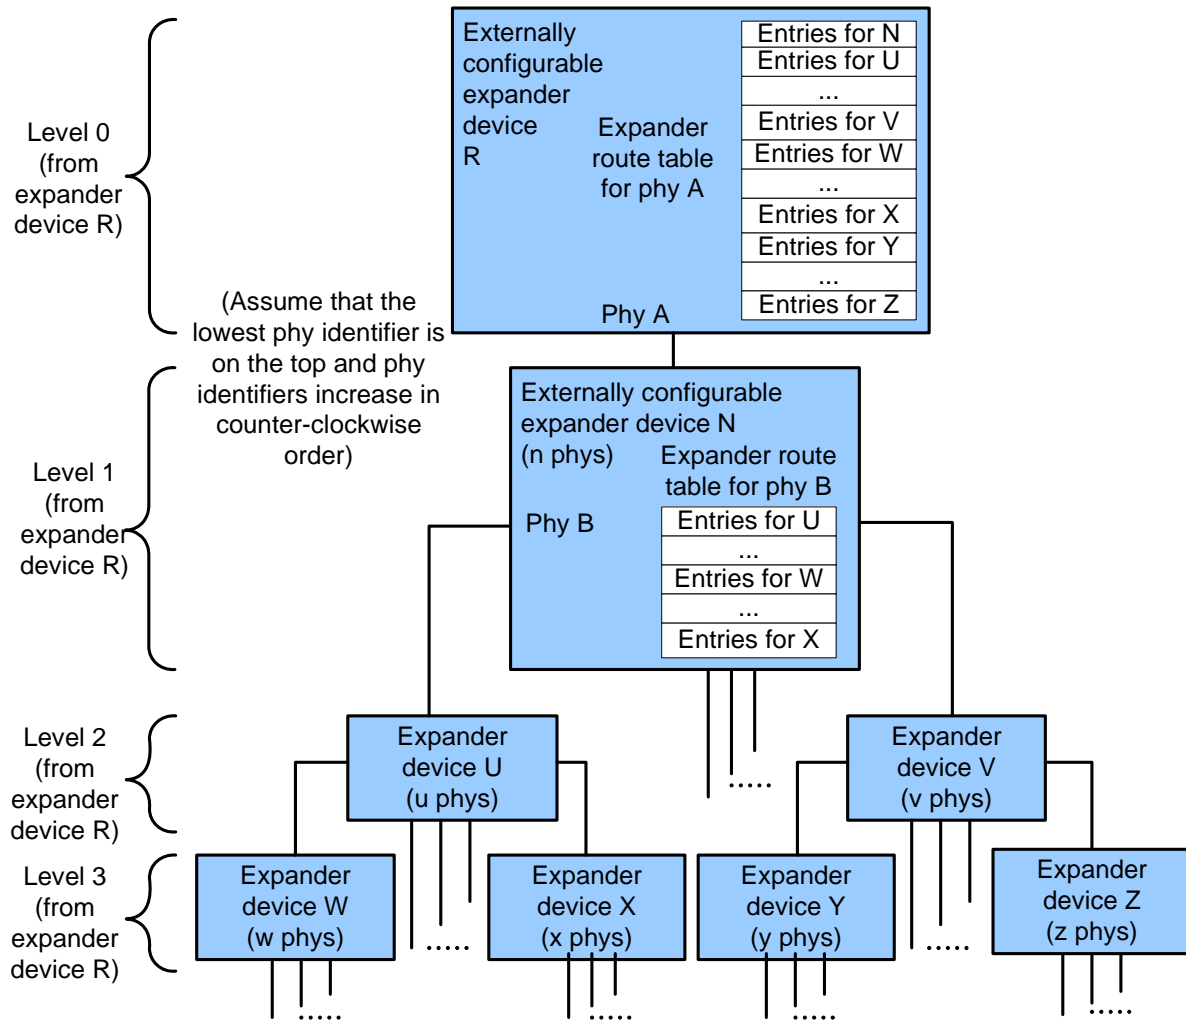 Externally
configurable
expander
device
R
Expander
route table
for phy A
Entries for N
Entries for U
...
Entries for V
Entries for W
...
Entries for X
Entries for Y
...
Entries for Z
Phy A
Level 0
(from
expander
device R)
(Assume that the
lowest phy identifier is
on the top and phy
identifiers increase in
counter-clockwise
order)
Level 1
(from
expander
device R)
Externally configurable
expander device N
(n phys)
Expander route
table for phy B
Phy B
Entries for U
...
Entries for W
...
Entries for X
Level 2
(from
expander
device R)
Expander
device U
(u phys)
.....
Expander
device V
(v phys)
Level 3
(from
expander
device R)
Expander
device W
(w phys)
.....
Expander
device X
(x phys)
Expander
device Y
(y phys)
.....
Expander
device Z
(z phys)
.....
.....
.....
.....